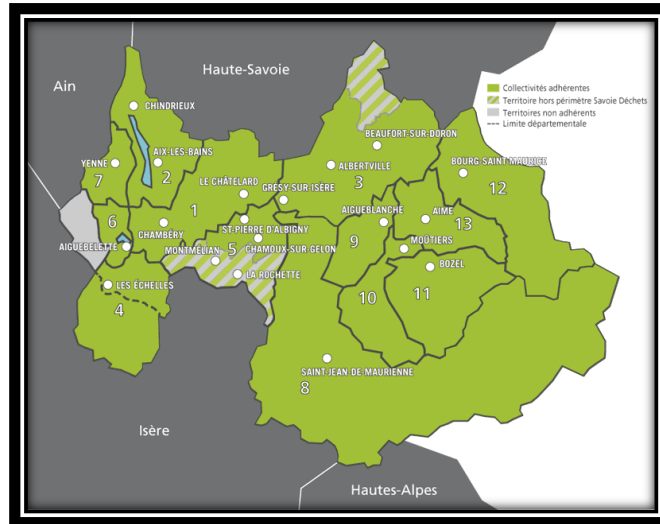 Haute-Savoie
Ain
Collectivités adhérentes
Territoire hors périmètre Savoie Déchets
Territoires non adhérents
Limite départementale
CHINDRIEUX
BEAUFORT-SUR-DORON
AIX-LES-BAINS
YENNE
7
2
ALBERTVILLE
3
BOURG-SAINT-MAURICE
12
LE CHÂTELARD
GRÉSY-SUR-ISÈRE
1
6
CHAMBÉRY
ST-PIERRE D'ALBIGNY
AIGUEBLANCHE
AIME
13
9
AIGUEBELETTE
MONTMÉLIAN
5
CHAMOUX-SUR-GELON
MOÛTIERS
LA ROCHETTE
BOZEL
LES ÉCHELLES
4
10
11
SAINT-JEAN-DE-MAURIENNE
8
Isère
Hautes-Alpes